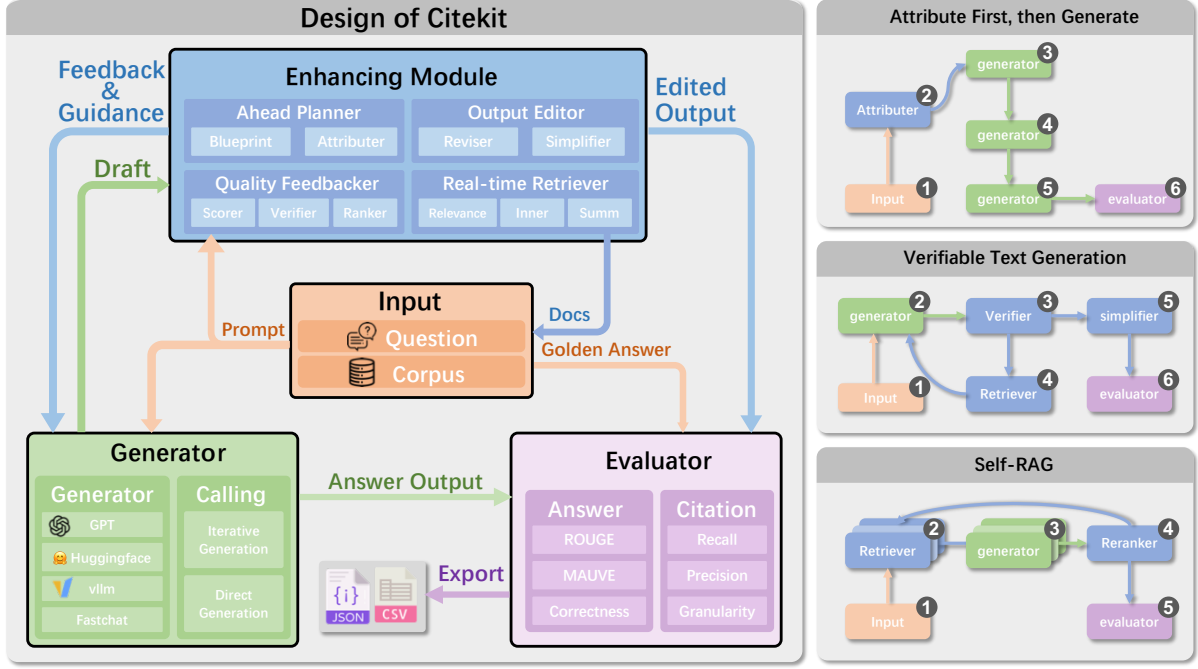 Design of Citekit
Feedback
&
Guidance
Enhancing Module
Edited
Output
Ahead Planner
Blueprint
Attributer
Output Editor
Reviser
Simplifier
Draft
Quality Feedbacker
Scorer
Verifier
Ranker
Real-time Retriever
Relevance
Inner
Summ
Input
Question
Corpus
Prompt
Docs
Golden Answer
Generator
Generator
GPT
Huggingface
vllm
Fastchat
Calling
Iterative
Generation
Direct
Generation
Answer Output
Export
{i}
JSON
CSV
Evaluator
Answer
ROUGE
MAUVE
Correctness
Citation
Recall
Precision
Granularity
Attribute First, then Generate
Input 1
Attributer 2
generator 3
generator 4
generator 5
evaluator 6
Verifiable Text Generation
Input 1
generator 2
Verifier 3
Retriever 4
simplifier 5
evaluator 6
Self-RAG
Input 1
Retriever 2
generator 3
Reranker 4
evaluator 5